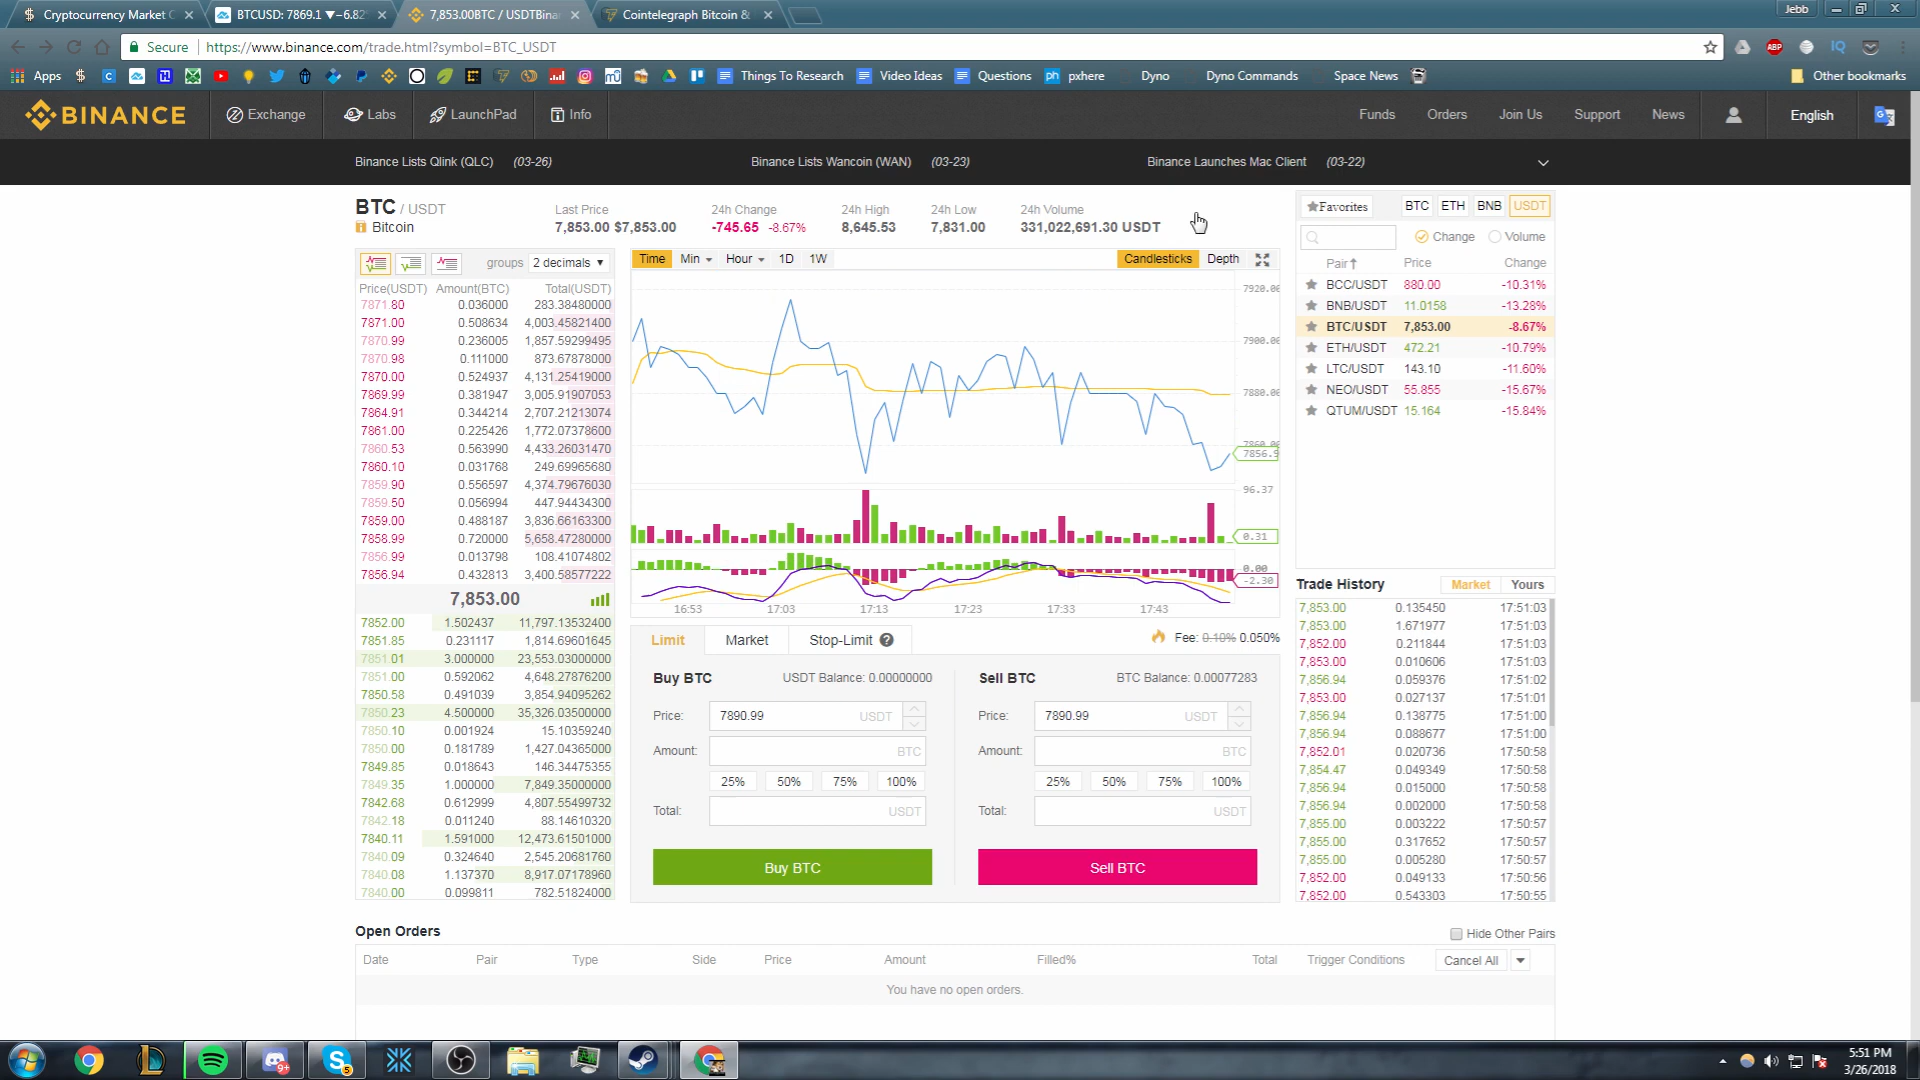 Cryptocurrency Market C
BTCUSD: 7869.1 ▼−6.82
7,853.00BTC / USDTBinan
Cointelegraph Bitcoin &
Jebb
Secure
https://www.binance.com/trade.html?symbol=BTC_USDT
Apps
Things To Research
Video Ideas
Questions
pxhere
Dyno
Dyno Commands
Space News
Other bookmarks
BINANCE
Exchange
Labs
LaunchPad
Info
Funds
Orders
Join Us
Support
News
English
Binance Lists Qlink (QLC) (03-26)
Binance Lists Wancoin (WAN) (03-23)
Binance Launches Mac Client (03-22)
BTC / USDT
Bitcoin
Last Price
7,853.00 $7,853.00
24h Change
-745.65 -8.67%
24h High
8,645.53
24h Low
7,831.00
24h Volume
331,022,691.30 USDT
groups 2 decimals
Price(USDT) Amount(BTC) Total(USDT)
7871.80 0.036000 283.38480000
7871.00 0.508634 4,003.45821400
7870.99 0.236005 1,857.59299495
7870.98 0.111000 873.67878000
7870.00 0.524937 4,131.25419000
7869.99 0.381947 3,005.91907053
7864.91 0.344214 2,707.21213074
7861.00 0.225426 1,772.07378600
7860.53 0.563990 4,433.26031470
7860.10 0.031768 249.69965680
7859.90 0.556597 4,374.79676030
7859.50 0.056994 447.94434300
7859.00 0.488187 3,836.66163300
7858.99 0.720000 5,658.47280000
7856.99 0.013798 108.41074802
7856.94 0.432813 3,400.58577222
7,853.00
7852.00 1.502437 11,797.13532400
7851.85 0.231117 1,814.69601645
7851.01 3.000000 23,553.03000000
7851.00 0.592062 4,648.27876200
7850.58 0.491039 3,854.94095262
7850.23 4.500000 35,326.03500000
7850.10 0.001924 15.10359240
7850.00 0.181789 1,427.04365000
7849.85 0.018643 146.34475355
7849.35 1.000000 7,849.35000000
7842.68 0.612999 4,807.55499732
7842.18 0.011240 88.14610320
7840.11 1.591000 12,473.61501000
7840.09 0.324640 2,545.20681760
7840.08 1.137370 8,917.07178960
7840.00 0.099811 782.51824000
Time Min Hour 1D 1W
Candlesticks Depth
7920.00
7900.00
7880.00
7860.00
7856.9
96.37
0.31
0.00
-2.30
16:53 17:03 17:13 17:23 17:33 17:43
Limit Market Stop-Limit ?
Fee: 0.10% 0.050%
Buy BTC USDT Balance: 0.00000000
Price: 7890.99 USDT
Amount: BTC
25% 50% 75% 100%
Total: USDT
Buy BTC
Sell BTC BTC Balance: 0.00077283
Price: 7890.99 USDT
Amount: BTC
25% 50% 75% 100%
Total: USDT
Sell BTC
Favorites BTC ETH BNB USDT
Change Volume
Pair Price Change
BCC/USDT 880.00 -10.31%
BNB/USDT 11.0158 -13.28%
BTC/USDT 7,853.00 -8.67%
ETH/USDT 472.21 -10.79%
LTC/USDT 143.10 -11.60%
NEO/USDT 55.855 -15.67%
QTUM/USDT 15.164 -15.84%
Trade History Market Yours
7,853.00 0.135450 17:51:03
7,853.00 1.671977 17:51:03
7,852.00 0.211844 17:51:03
7,853.00 0.010606 17:51:03
7,856.94 0.059376 17:51:02
7,853.00 0.027137 17:51:01
7,856.94 0.138775 17:51:00
7,856.94 0.088677 17:51:00
7,852.01 0.020736 17:50:58
7,854.47 0.049349 17:50:58
7,856.94 0.015000 17:50:58
7,856.94 0.002000 17:50:58
7,855.00 0.003222 17:50:57
7,855.00 0.317652 17:50:57
7,855.00 0.005280 17:50:57
7,852.00 0.049133 17:50:56
7,852.00 0.543303 17:50:55
Open Orders
Hide Other Pairs
Date Pair Type Side Price Amount Filled% Total Trigger Conditions Cancel All
You have no open orders.
5:51 PM
3/26/2018